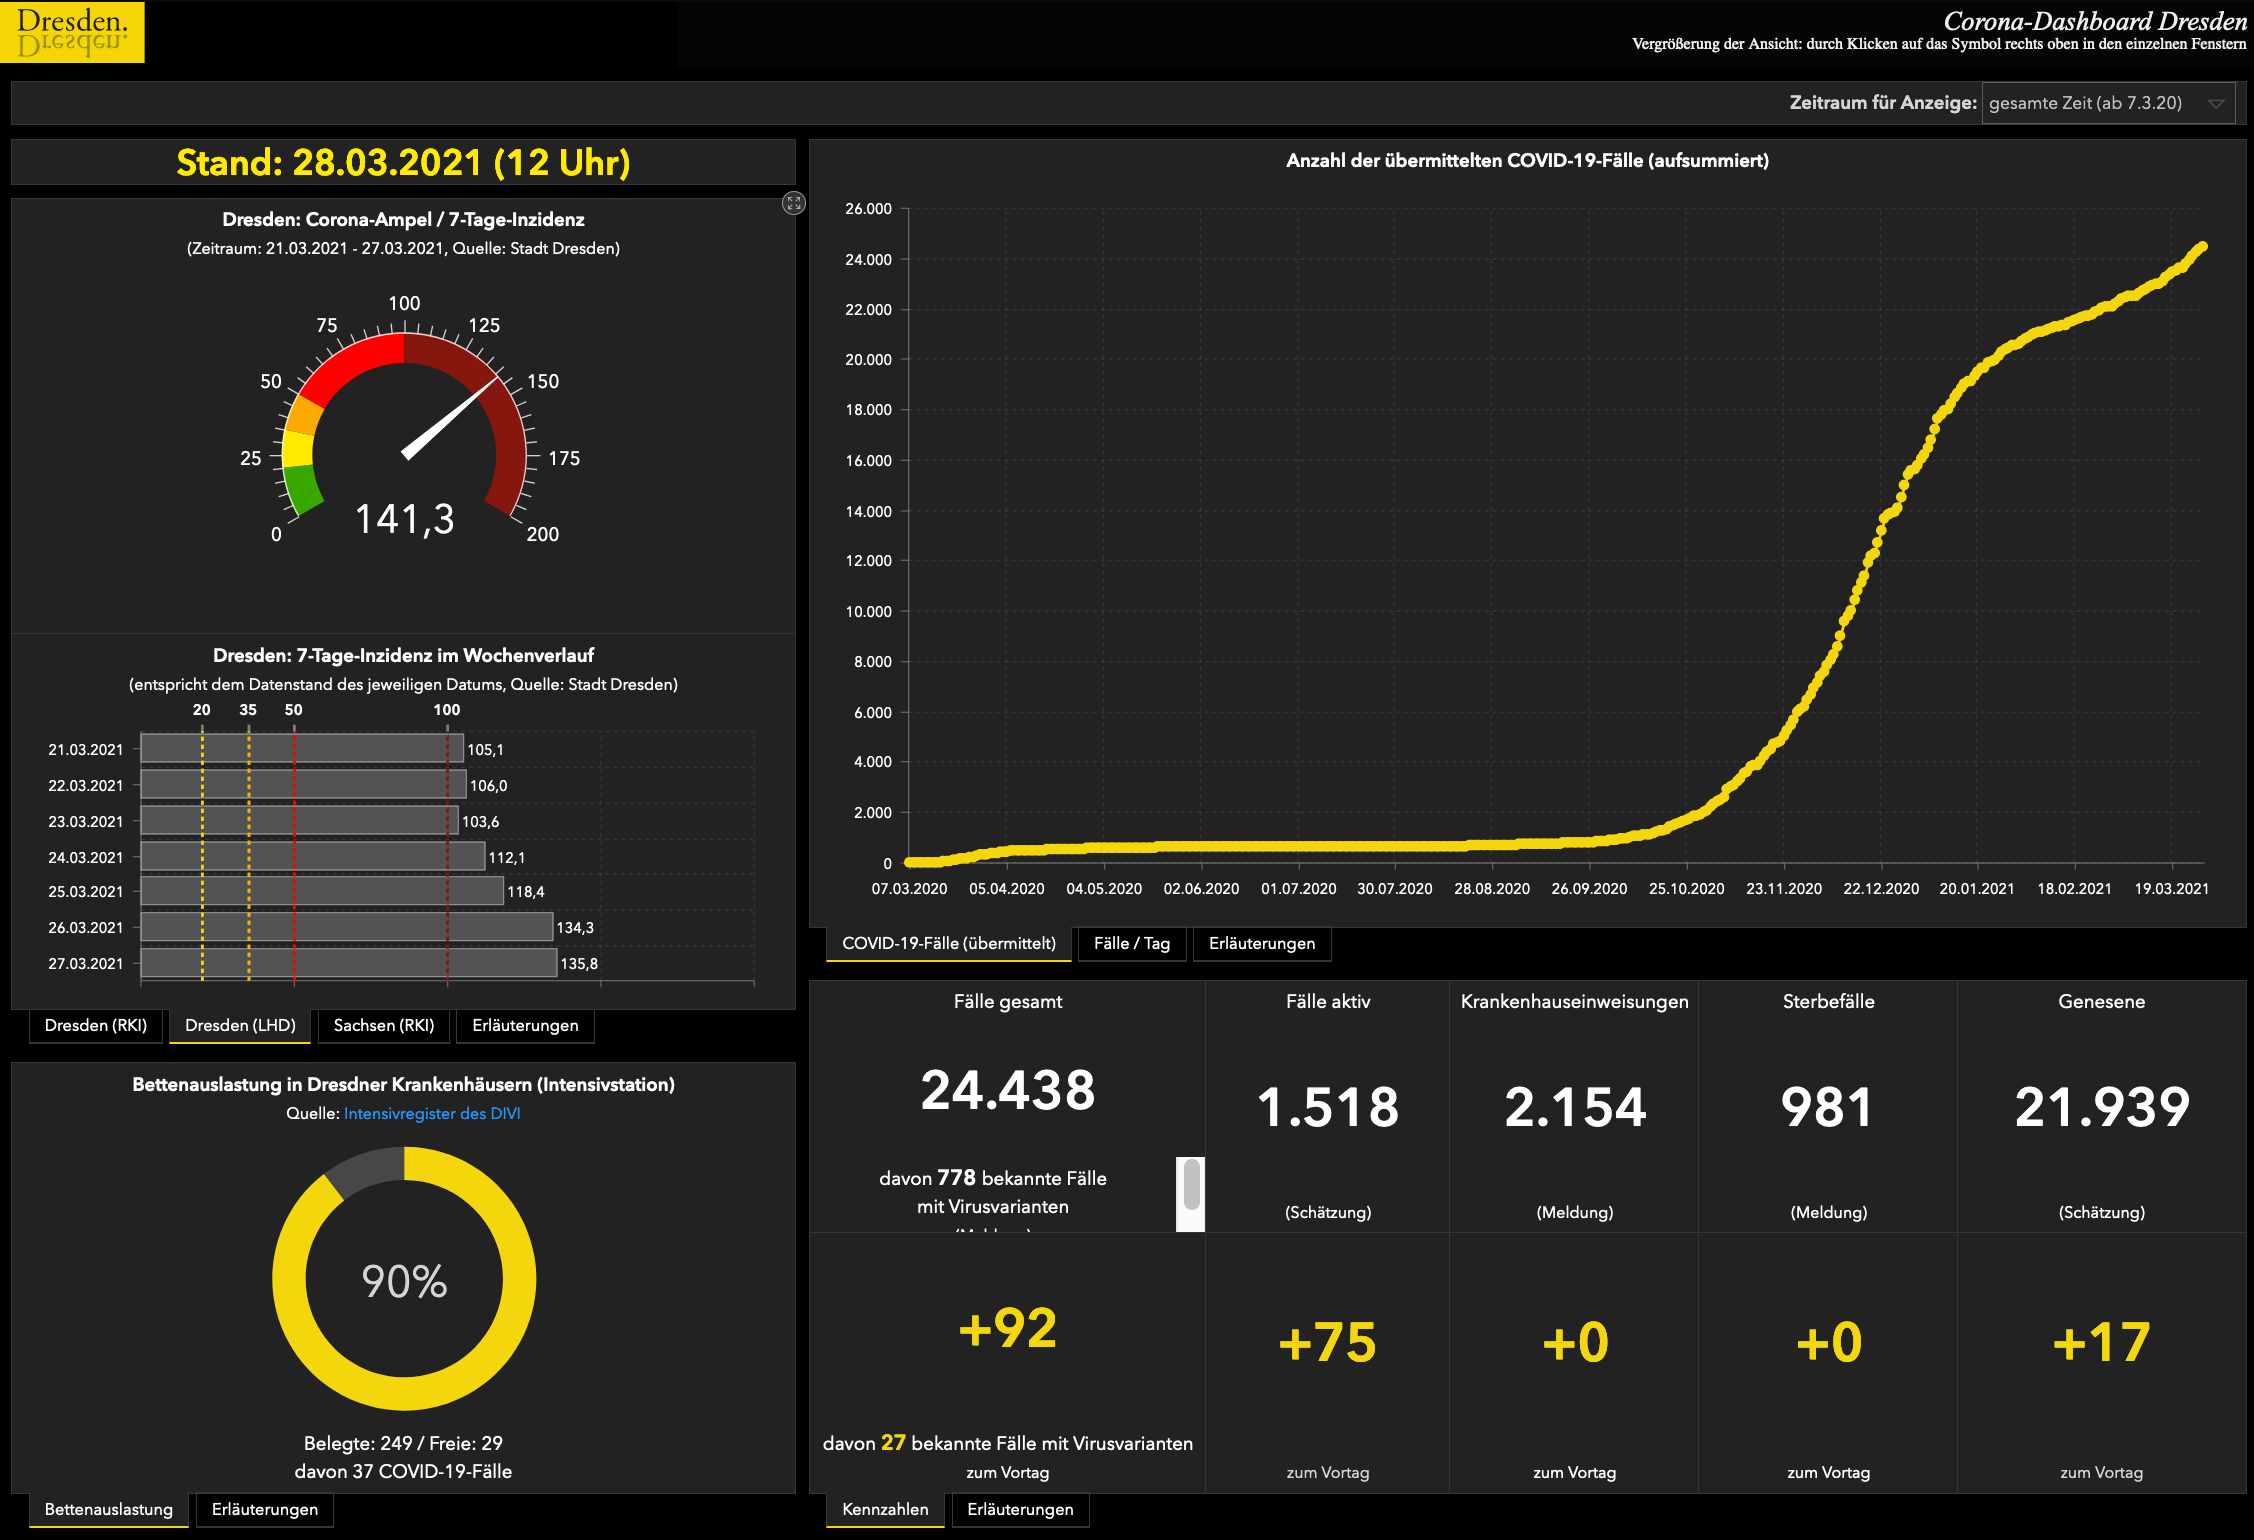 Dresden.
Dresden.
Corona-Dashboard Dresden
Vergrößerung der Ansicht: durch Klicken auf das Symbol rechts oben in den einzelnen Fenstern
Zeitraum für Anzeige: gesamte Zeit (ab 7.3.20)
Stand: 28.03.2021 (12 Uhr)
Dresden: Corona-Ampel / 7-Tage-Inzidenz
(Zeitraum: 21.03.2021 - 27.03.2021, Quelle: Stadt Dresden)
0
25
50
75
100
125
150
175
200
141,3
Dresden: 7-Tage-Inzidenz im Wochenverlauf
(entspricht dem Datenstand des jeweiligen Datums, Quelle: Stadt Dresden)
20 35 50 100
21.03.2021 105,1
22.03.2021 106,0
23.03.2021 103,6
24.03.2021 112,1
25.03.2021 118,4
26.03.2021 134,3
27.03.2021 135,8
Dresden (RKI) Dresden (LHD) Sachsen (RKI) Erläuterungen
Bettenauslastung in Dresdner Krankenhäusern (Intensivstation)
Quelle: Intensivregister des DIVI
90%
Belegte: 249 / Freie: 29
davon 37 COVID-19-Fälle
Bettenauslastung Erläuterungen
Anzahl der übermittelten COVID-19-Fälle (aufsummiert)
26.000
24.000
22.000
20.000
18.000
16.000
14.000
12.000
10.000
8.000
6.000
4.000
2.000
0
07.03.2020 05.04.2020 04.05.2020 02.06.2020 01.07.2020 30.07.2020 28.08.2020 26.09.2020 25.10.2020 23.11.2020 22.12.2020 20.01.2021 18.02.2021 19.03.2021
COVID-19-Fälle (übermittelt) Fälle / Tag Erläuterungen
Fälle gesamt
24.438
davon 778 bekannte Fälle
mit Virusvarianten
+92
davon 27 bekannte Fälle mit Virusvarianten
zum Vortag
Fälle aktiv
1.518
(Schätzung)
+75
zum Vortag
Krankenhauseinweisungen
2.154
(Meldung)
+0
zum Vortag
Sterbefälle
981
(Meldung)
+0
zum Vortag
Genesene
21.939
(Schätzung)
+17
zum Vortag
Kennzahlen Erläuterungen